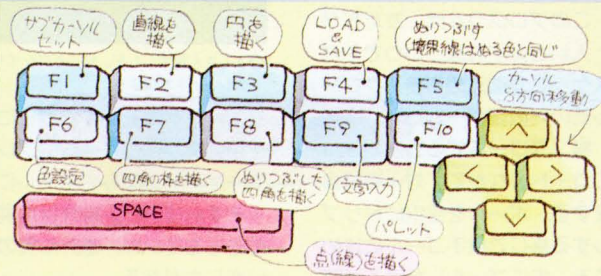 サブカーソル
セット
直線を
描く
円を
描く
LOAD
&
SAVE
ぬりつぶす
(境界線はぬる色と同じ
カーソル
8方向に移動
F1
F2
F3
F4
F5
F6
F7
F8
F9
F10
色設定
四角の枠を描く
ぬりつぶした
四角を描く
文字入力
パレット
SPACE
点(線)を描く